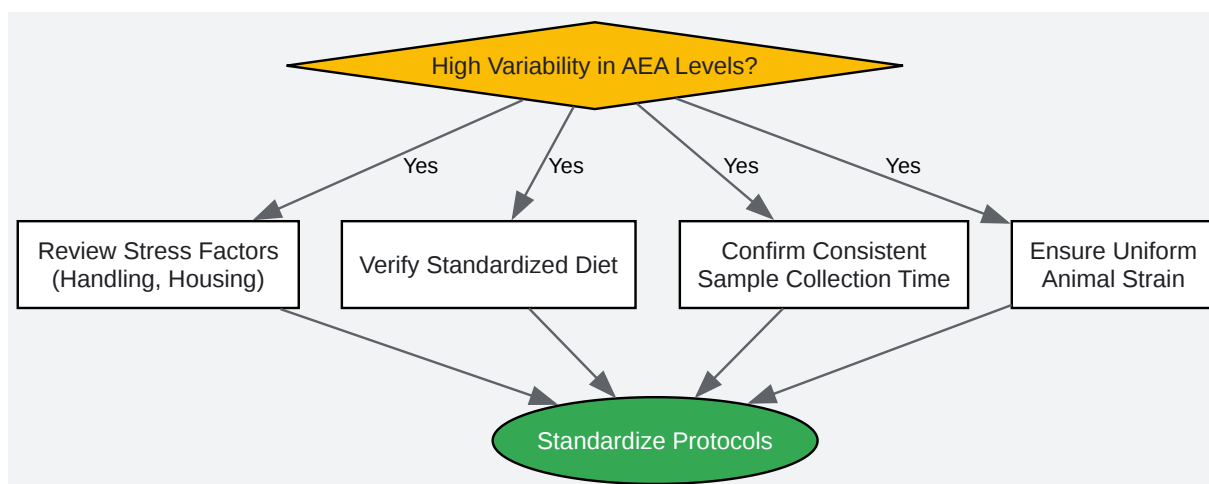 High Variability in AEA Levels?
Yes
Yes
Yes
Yes
Review Stress Factors
(Handling, Housing)
Verify Standardized Diet
Confirm Consistent
Sample Collection Time
Ensure Uniform
Animal Strain
Standardize Protocols